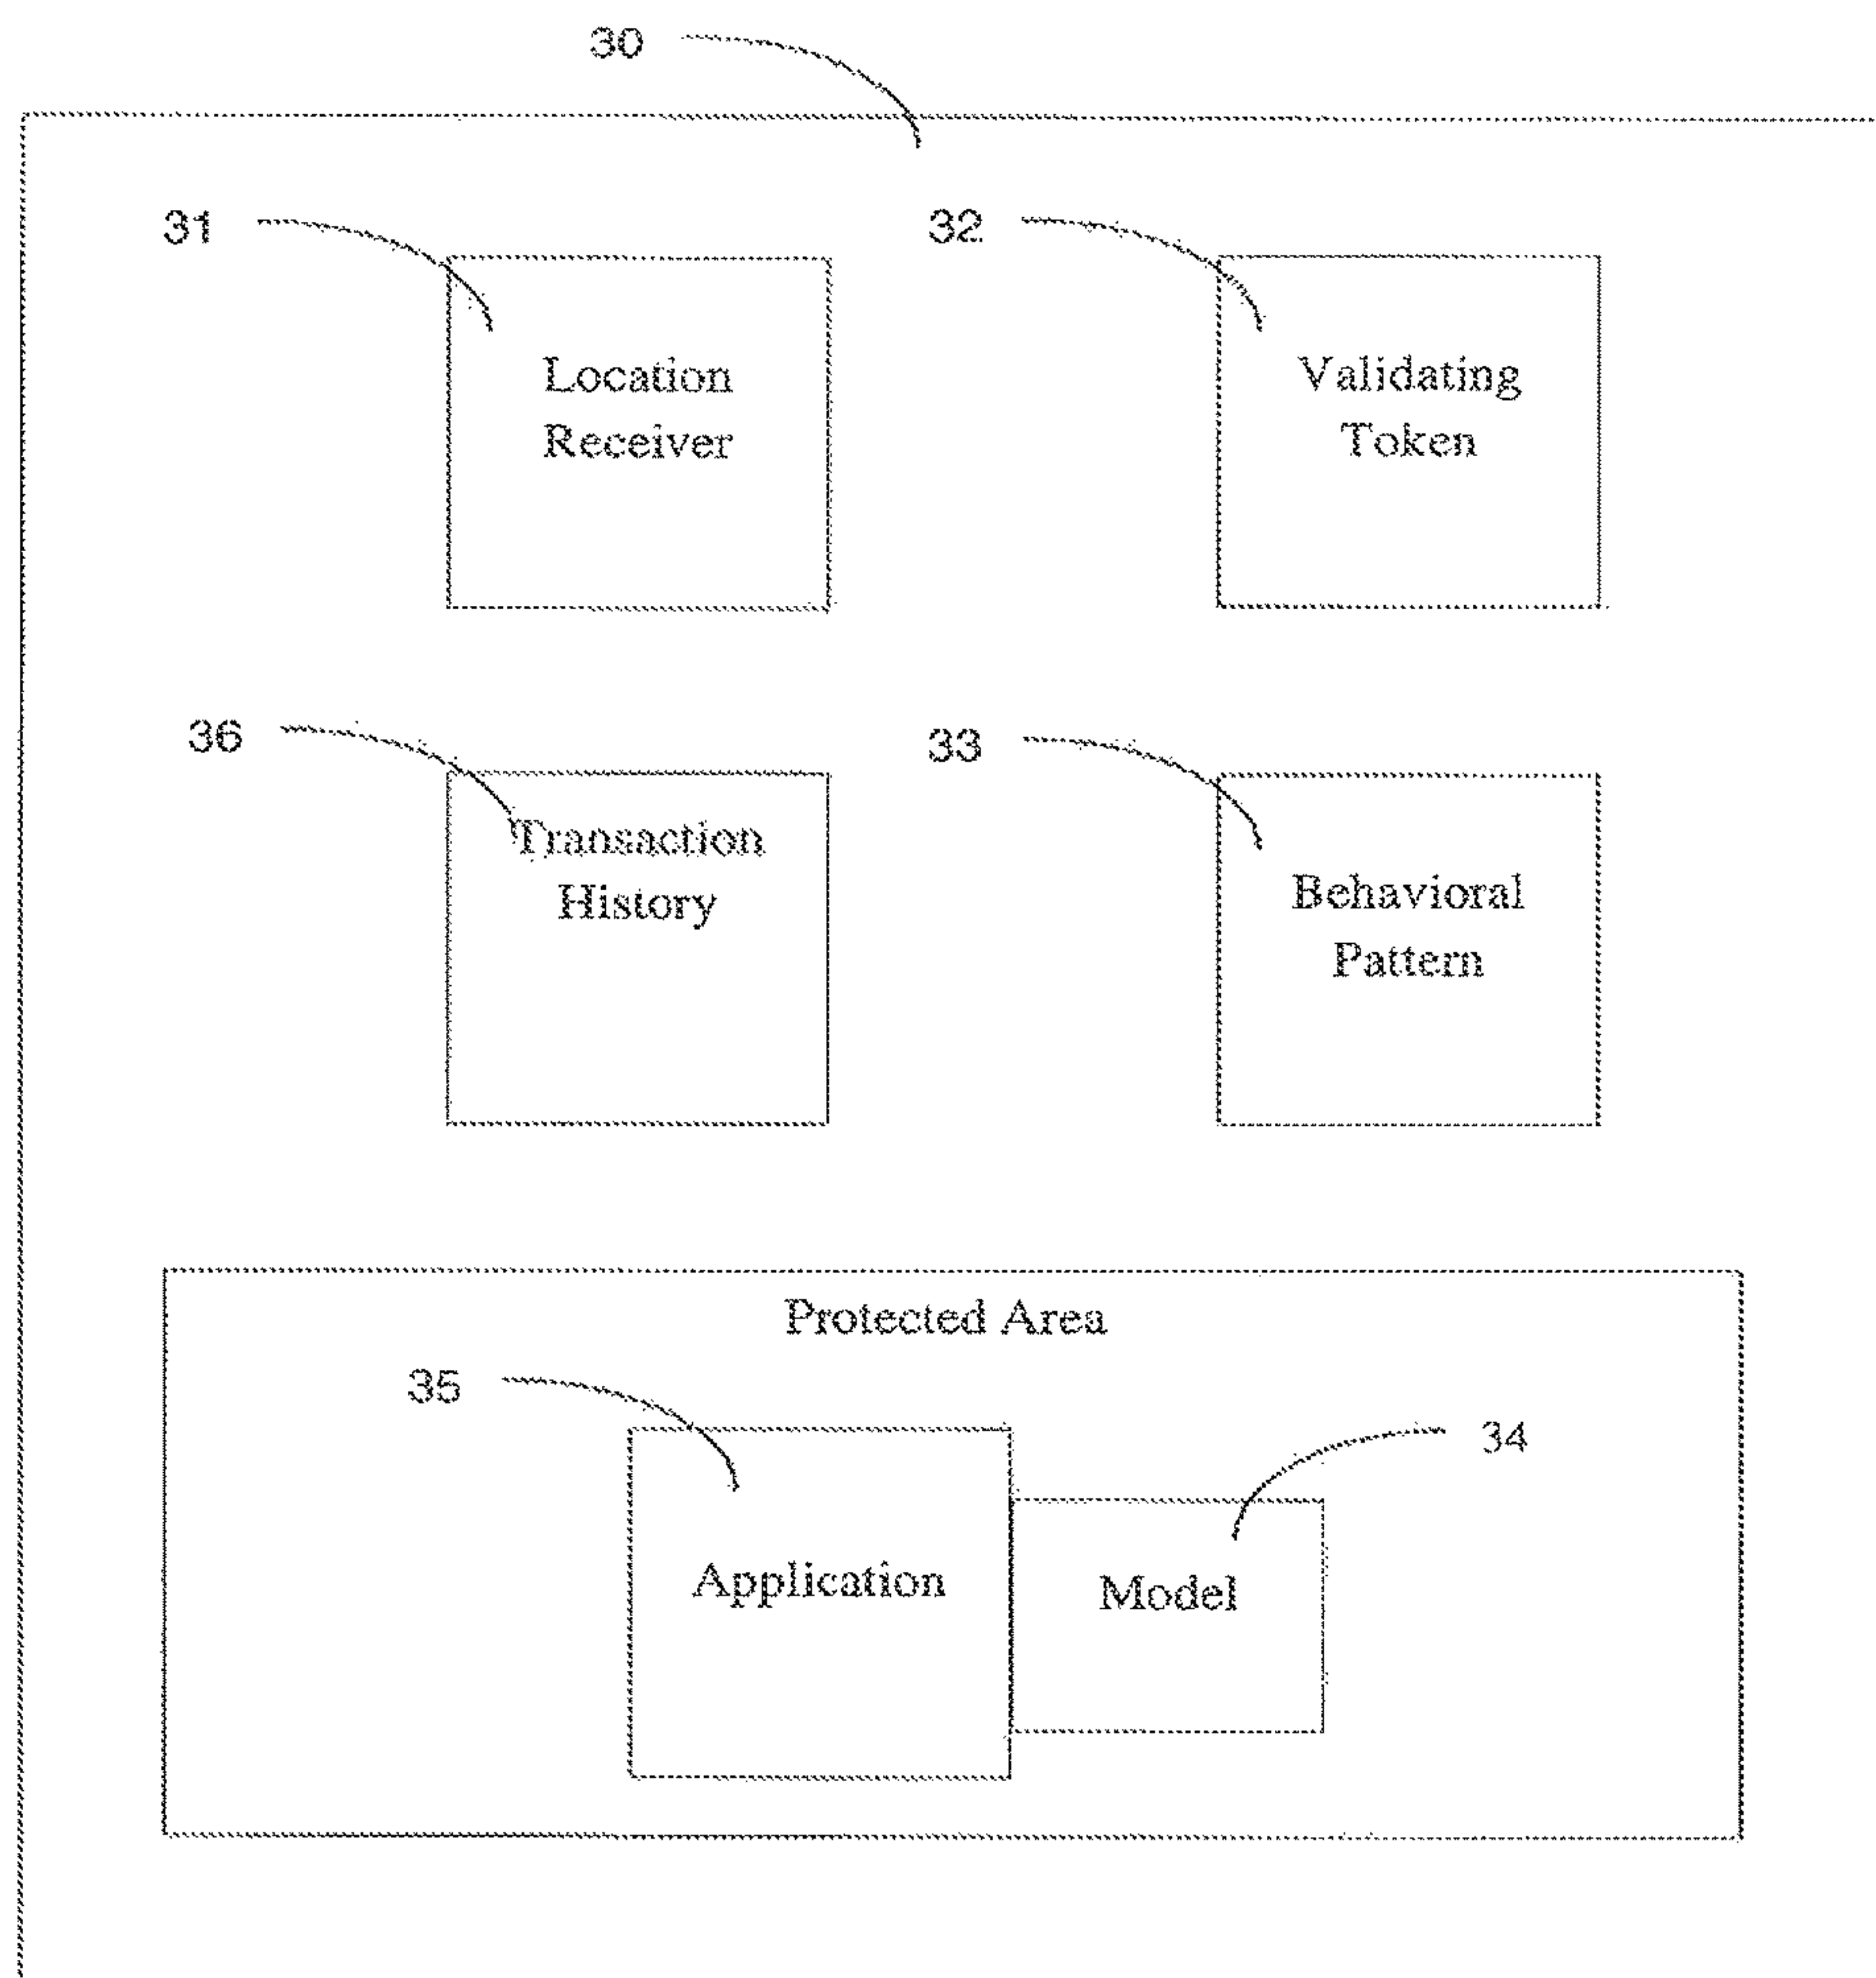 30
31
32
Location
Receiver
Validating
Token
36
33
Transaction
History
Behavioral
Pattern
Protected Area
35
34
Application
Model